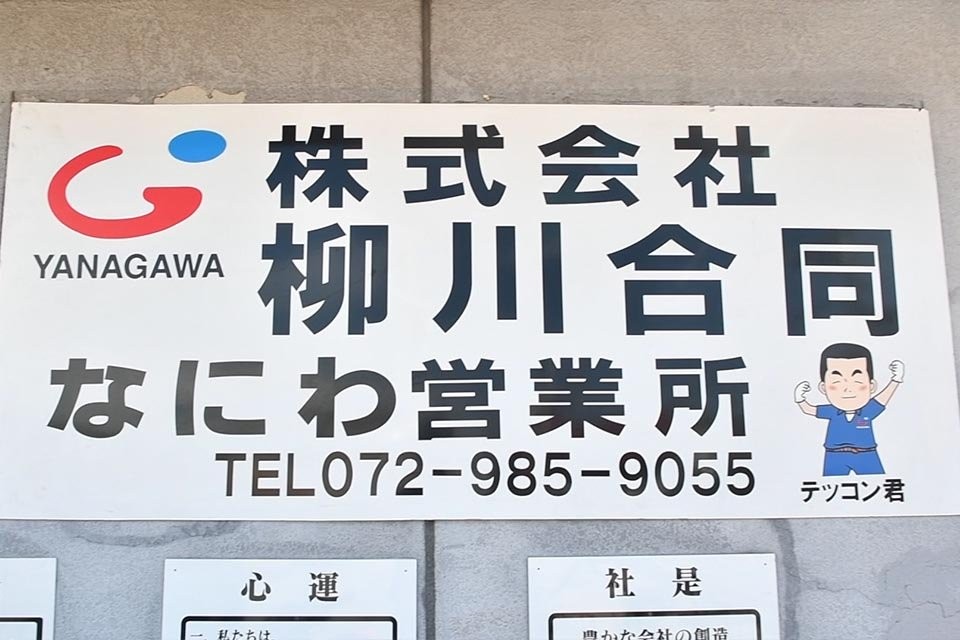 株式会社
YANAGAWA
柳川合同
なにわ営業所
TEL072-985-9055
テッコン君
心運
一、私たちは
社是
豊かな会社の創造